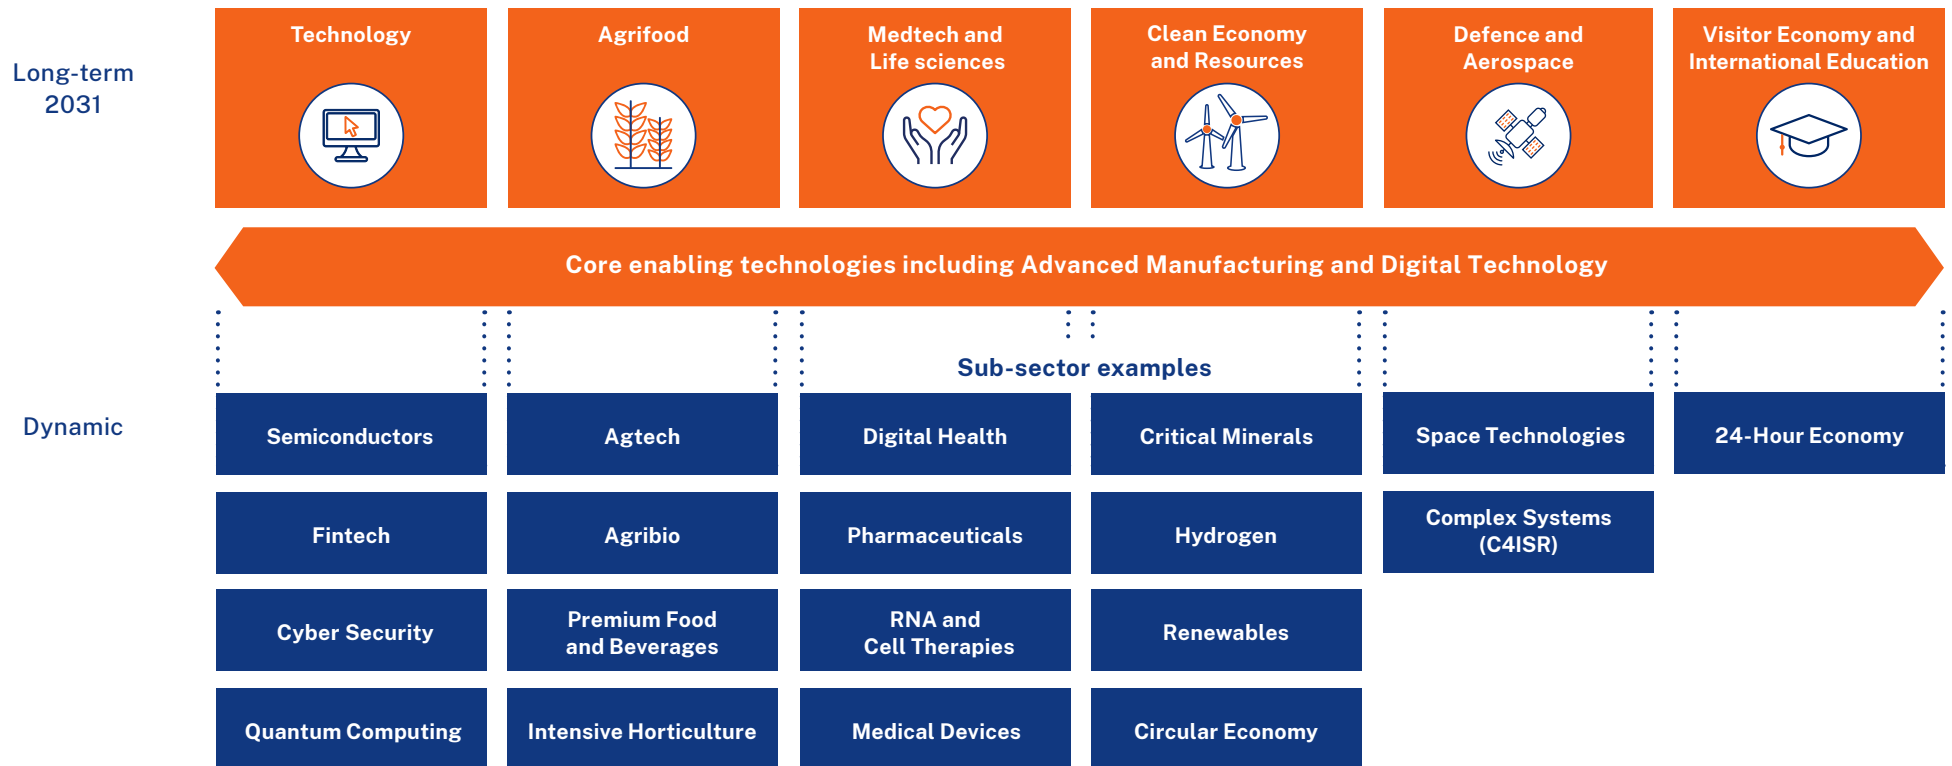 Long-term
2031
Technology
Agrifood
Medtech and
Life sciences
Clean Economy
and Resources
Defence and
Aerospace
Visitor Economy and
International Education
Core enabling technologies including Advanced Manufacturing and Digital Technology
Sub-sector examples
Dynamic
Semiconductors
Agtech
Digital Health
Critical Minerals
Space Technologies
24-Hour Economy
Fintech
Agribio
Pharmaceuticals
Hydrogen
Complex Systems
(C4ISR)
Cyber Security
Premium Food
and Beverages
RNA and
Cell Therapies
Renewables
Quantum Computing
Intensive Horticulture
Medical Devices
Circular Economy